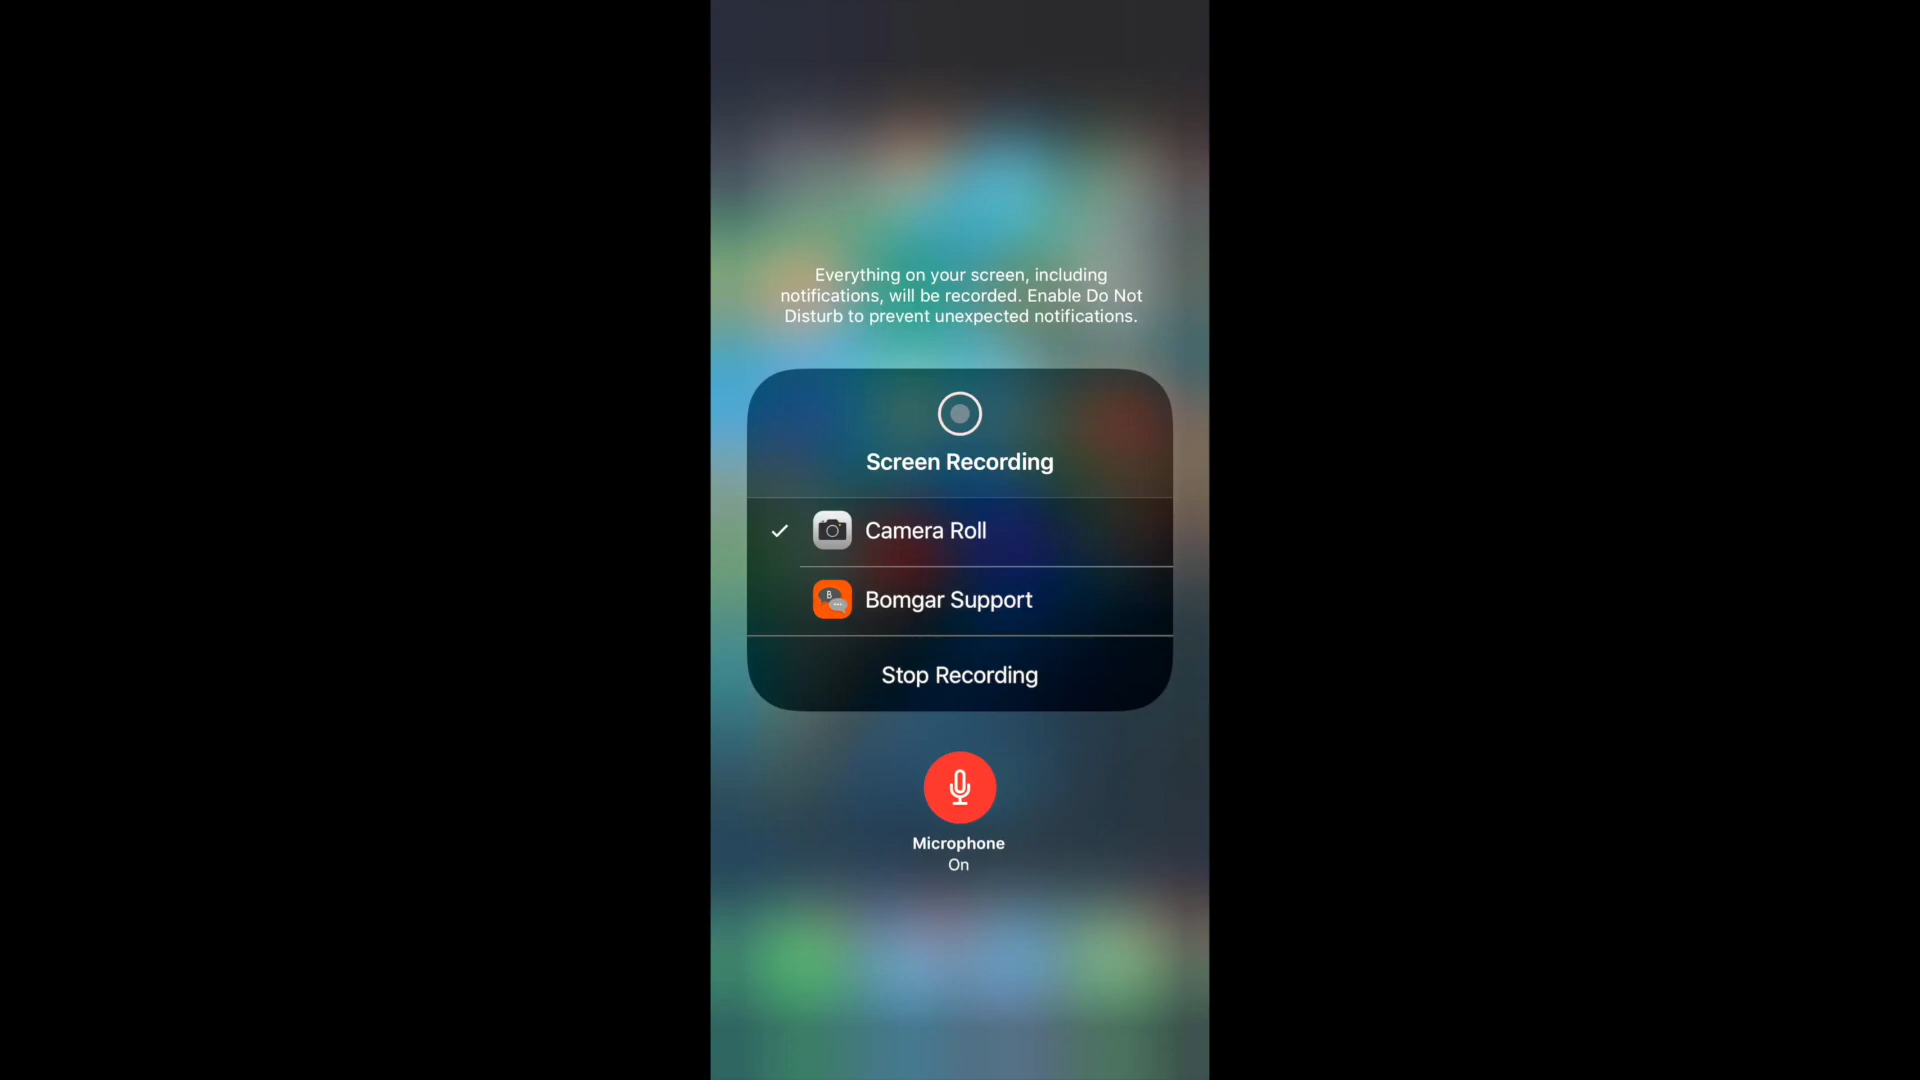 Everything on your screen, including
notifications, will be recorded. Enable Do Not
Disturb to prevent unexpected notifications.
Screen Recording
Camera Roll
B
Bomgar Support
Stop Recording
Microphone
On